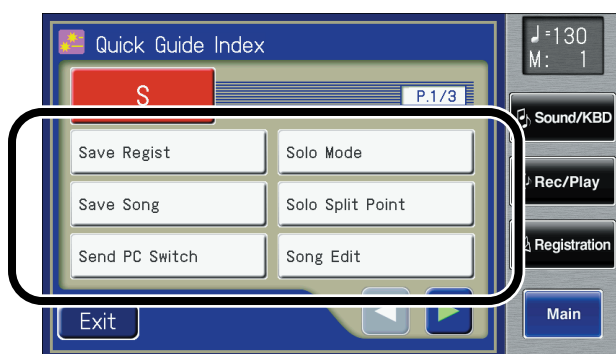 Quick Guide Index
♩=130
M: 1
S
P.1/3
Sound/KBD
Save Regist
Solo Mode
Rec/Play
Save Song
Solo Split Point
Registration
Send PC Switch
Song Edit
Exit
Main